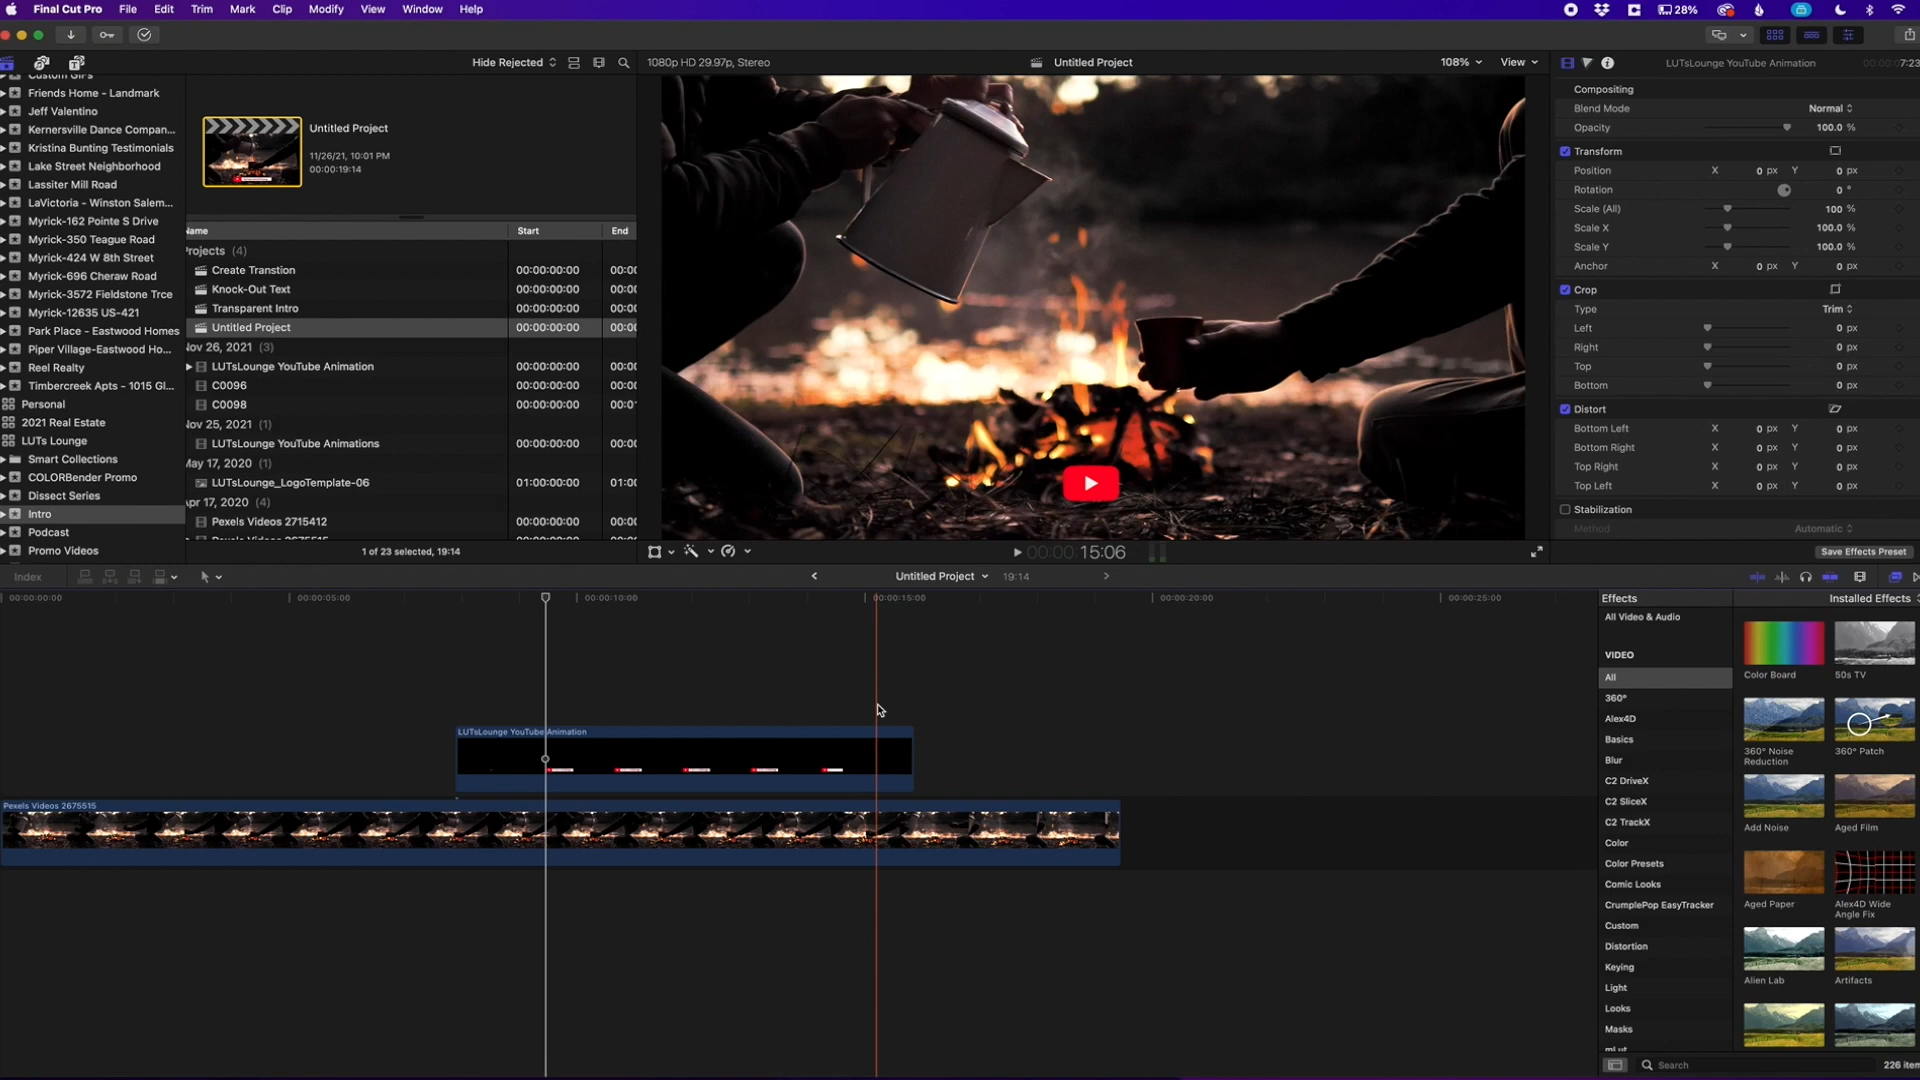 Final Cut Pro File Edit Trim Mark Clip Modify View Window Help 28%
Hide Rejected 1080p HD 29.97p, Stereo Untitled Project 108% View LUTsLounge YouTube Animation 7:23
Custom GIFs
Friends Home - Landmark
Jeff Valentino
Kernersville Dance Compan...
Kristina Bunting Testimonials
Lake Street Neighborhood
Lassiter Mill Road
LaVictoria - Winston Salem...
Myrick-162 Pointe S Drive
Myrick-350 Teague Road
Myrick-424 W 8th Street
Myrick-696 Cheraw Road
Myrick-3572 Fieldstone Trce
Myrick-12635 US-421
Park Place - Eastwood Homes
Piper Village-Eastwood Ho...
Reel Realty
Timbercreek Apts - 1015 Gl...
Personal
2021 Real Estate
LUTs Lounge
Smart Collections
COLORBender Promo
Dissect Series
Intro
Podcast
Promo Videos
Untitled Project
11/26/21, 10:01 PM
00:00:19:14
Name Start End
Projects (4)
Create Transtion 00:00:00:00 00:0
Knock-Out Text 00:00:00:00 00:0
Transparent Intro 00:00:00:00 00:0
Untitled Project 00:00:00:00 00:0
Nov 26, 2021 (3)
LUTsLounge YouTube Animation 00:00:00:00 00:0
C0096 00:00:00:00 00:0
C0098 00:00:00:00 00:0
Nov 25, 2021 (1)
LUTsLounge YouTube Animations 00:00:00:00 00:0
May 17, 2020 (1)
LUTsLounge_LogoTemplate-06 01:00:00:00 01:0
Apr 17, 2020 (4)
Pexels Videos 2715412 00:00:00:00 00:0
1 of 23 selected, 19:14
00:00:15:06
Compositing
Blend Mode Normal
Opacity 100.0 %
Transform
Position X 0 px Y 0 px
Rotation 0 °
Scale (All) 100 %
Scale X 100.0 %
Scale Y 100.0 %
Anchor X 0 px Y 0 px
Crop
Type Trim
Left 0 px
Right 0 px
Top 0 px
Bottom 0 px
Distort
Bottom Left X 0 px Y 0 px
Bottom Right X 0 px Y 0 px
Top Right X 0 px Y 0 px
Top Left X 0 px Y 0 px
Stabilization
Method Automatic
Save Effects Preset
Index Untitled Project 19:14
00:00:00:00 00:00:05:00 00:00:10:00 00:00:15:00 00:00:20:00 00:00:25:00
LUTsLounge YouTube Animation
Pexels Videos 2675515
Effects Installed Effects
All Video & Audio
VIDEO
All
360°
Alex4D
Basics
Blur
C2 DriveX
C2 SliceX
C2 TrackX
Color
Color Presets
Comic Looks
CrumplePop EasyTracker
Custom
Distortion
Keying
Light
Looks
Masks
mLut
Color Board 50s TV
360° Noise Reduction 360° Patch
Add Noise Aged Film
Aged Paper Alex4D Wide Angle Fix
Alien Lab Artifacts
Search 226 item